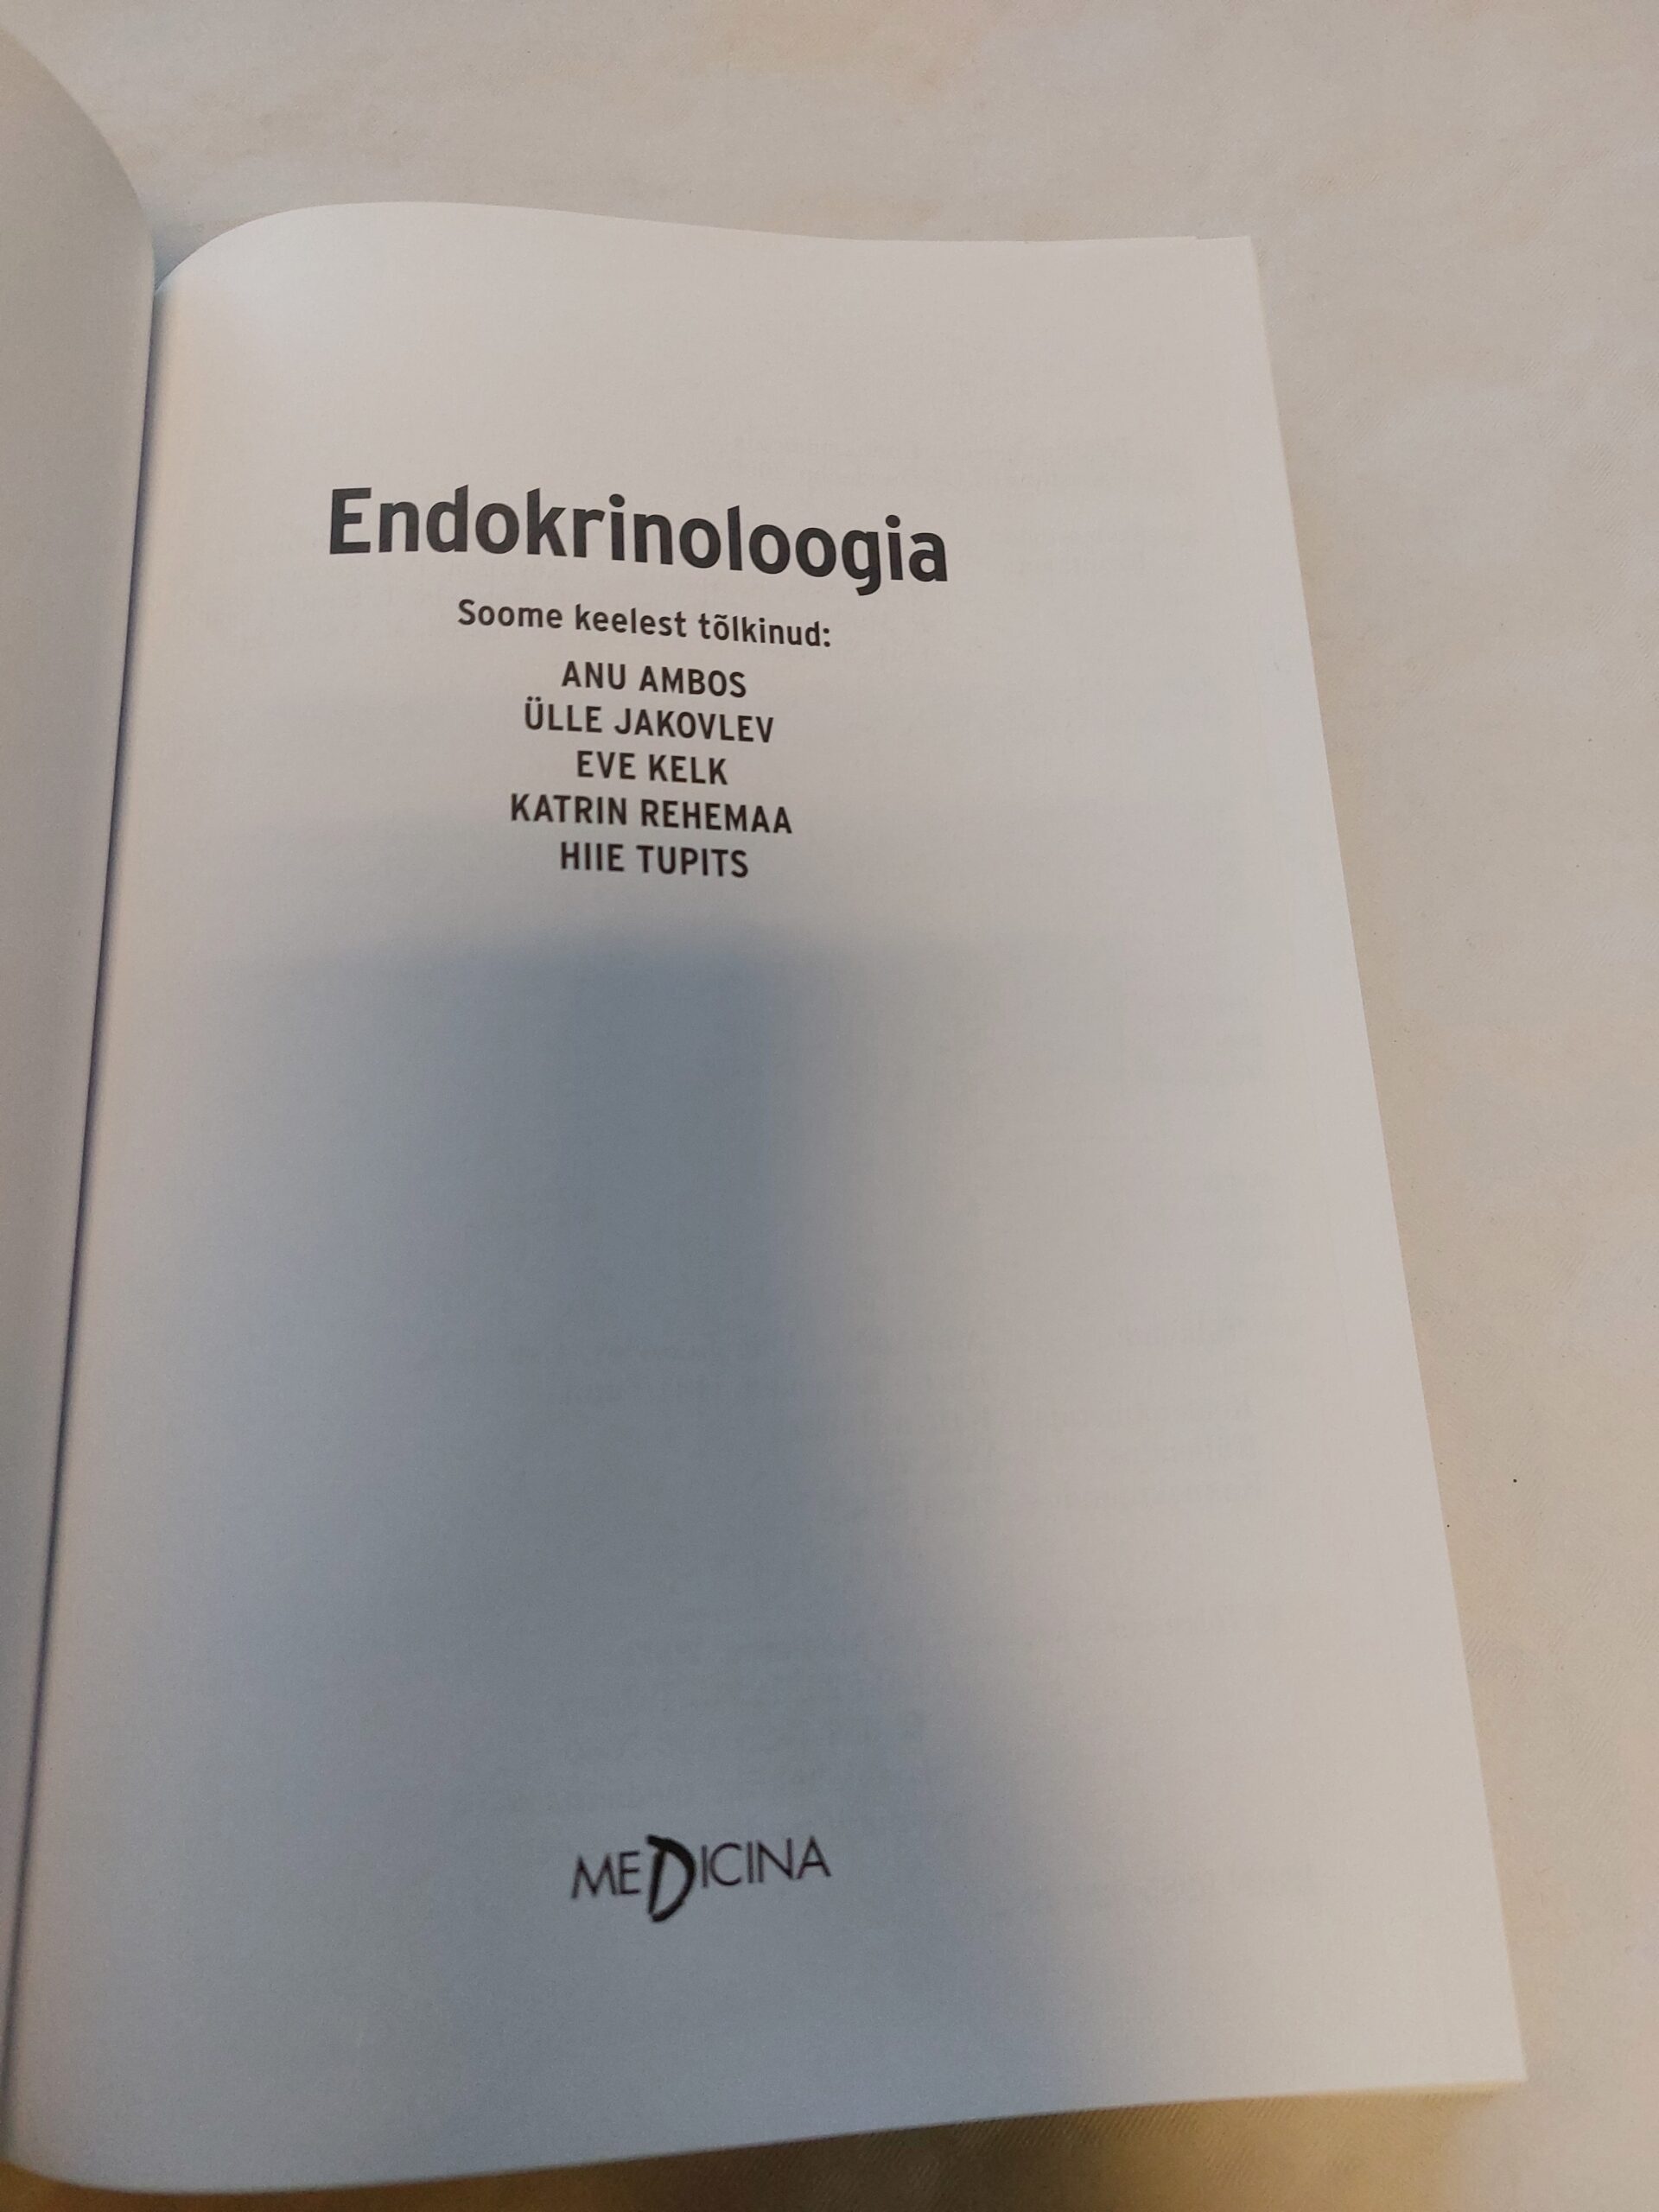 Endokrinoloogia
Soome keelest tõlkinud:
ANU AMBOS
ÜLLE JAKOVLEV
EVE KELK
KATRIN REHEMAA
HIIE TUPITS
MEDICINA